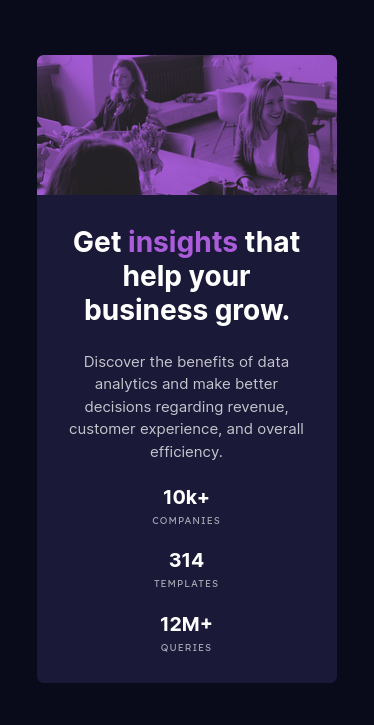 Get insights that
help your
business grow.
Discover the benefits of data
analytics and make better
decisions regarding revenue,
customer experience, and overall
efficiency.
10k+
COMPANIES
314
TEMPLATES
12M+
QUERIES